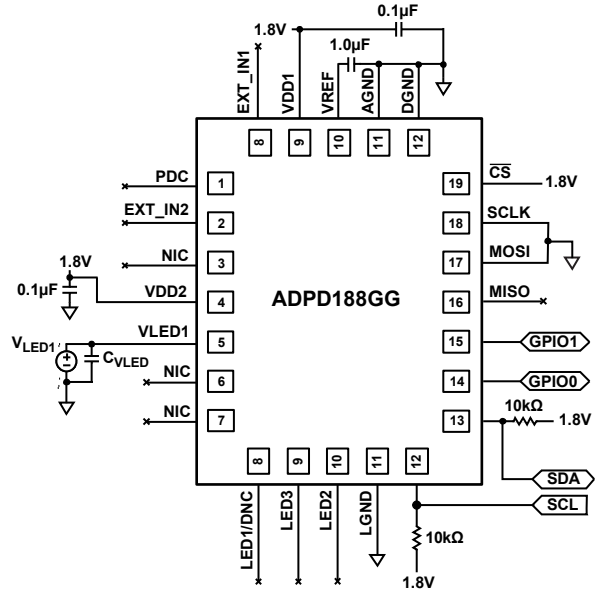 0.1µF
1.8V
1.0µF
EXT_IN1
VDD1
VREF
AGND
DGND
8
9
10
11
12
PDC
1
19
CS
1.8V
EXT_IN2
2
18
SCLK
NIC
3
17
MOSI
1.8V
0.1µF
VDD2
4
ADPD188GG
16
MISO
VLED1
5
15
GPIO1
VLED1
CVLED
NIC
6
14
GPIO0
NIC
7
13
10kΩ
1.8V
8
9
10
11
12
SDA
SCL
LED1/DNC
LED3
LED2
LGND
10kΩ
1.8V